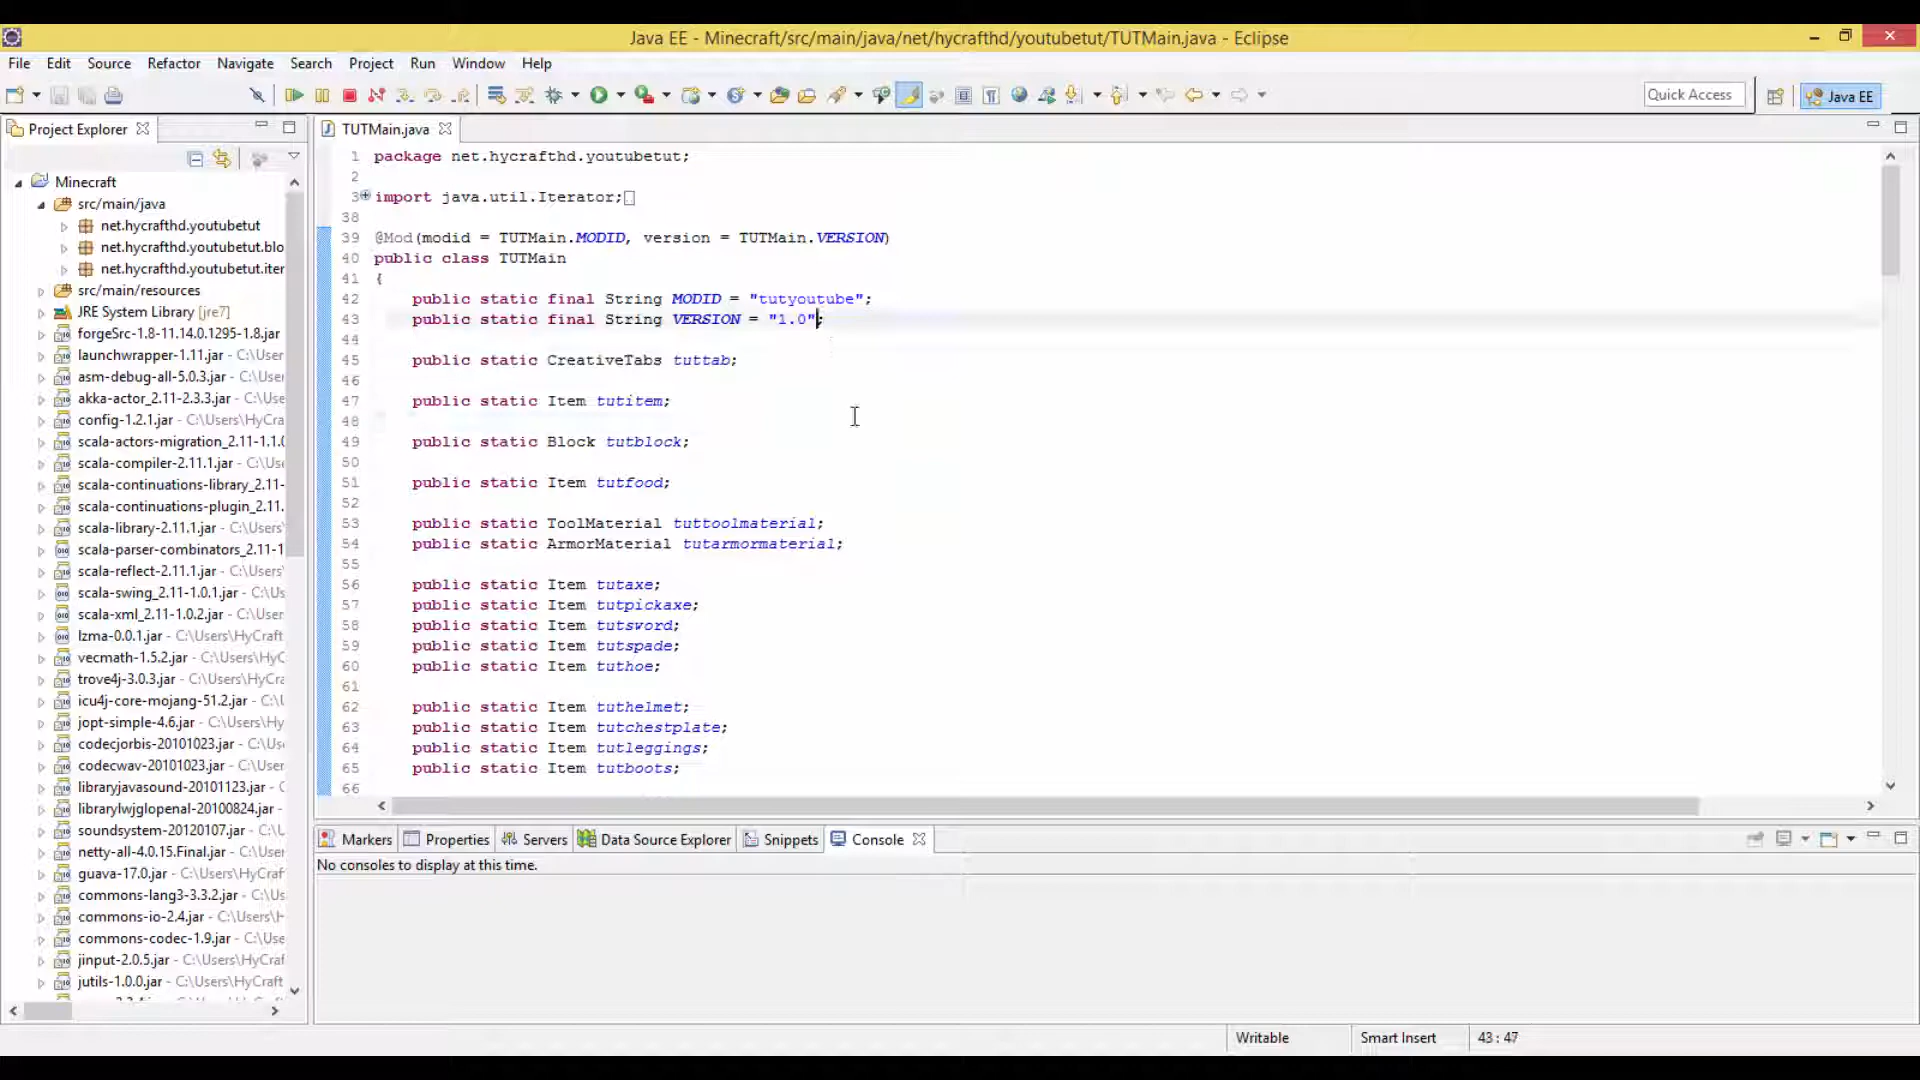 Java EE - Minecraft/src/main/java/net/hycrafthd/youtubetut/TUTMain.java - Eclipse
File Edit Source Refactor Navigate Search Project Run Window Help
Quick Access
Java EE
Project Explorer
Minecraft
src/main/java
net.hycrafthd.youtubetut
net.hycrafthd.youtubetut.blo
net.hycrafthd.youtubetut.iter
src/main/resources
JRE System Library [jre7]
forgeSrc-1.8-11.14.0.1295-1.8.jar
launchwrapper-1.11.jar - C:\User
asm-debug-all-5.0.3.jar - C:\User
akka-actor_2.11-2.3.3.jar - C:\Us
config-1.2.1.jar - C:\Users\HyCra
scala-actors-migration_2.11-1.1.0
scala-compiler-2.11.1.jar - C:\Us
scala-continuations-library_2.11-
scala-continuations-plugin_2.11.
scala-library-2.11.1.jar - C:\Users
scala-parser-combinators_2.11-1
scala-reflect-2.11.1.jar - C:\Users
scala-swing_2.11-1.0.1.jar - C:\Us
scala-xml_2.11-1.0.2.jar - C:\User
lzma-0.0.1.jar - C:\Users\HyCraft
vecmath-1.5.2.jar - C:\Users\HyC
trove4j-3.0.3.jar - C:\Users\HyCra
icu4j-core-mojang-51.2.jar - C:\U
jopt-simple-4.6.jar - C:\Users\Hy
codecjorbis-20101023.jar - C:\Us
codecwav-20101023.jar - C:\User
libraryjavasound-20101123.jar -
librarylwjglopenal-20100824.jar -
soundsystem-20120107.jar - C:\U
netty-all-4.0.15.Final.jar - C:\Use
guava-17.0.jar - C:\Users\HyCraf
commons-lang3-3.3.2.jar - C:\Us
commons-io-2.4.jar - C:\Users\H
commons-codec-1.9.jar - C:\Use
jinput-2.0.5.jar - C:\Users\HyCraf
jutils-1.0.0.jar - C:\Users\HyCraft
TUTMain.java
1 package net.hycrafthd.youtubetut;
2
3 import java.util.Iterator;
38
39 @Mod(modid = TUTMain.MODID, version = TUTMain.VERSION)
40 public class TUTMain
41 {
42 public static final String MODID = "tutyoutube";
43 public static final String VERSION = "1.0";
44
45 public static CreativeTabs tuttab;
46
47 public static Item tutitem;
48
49 public static Block tutblock;
50
51 public static Item tutfood;
52
53 public static ToolMaterial tuttoolmaterial;
54 public static ArmorMaterial tutarmormaterial;
55
56 public static Item tutaxe;
57 public static Item tutpickaxe;
58 public static Item tutsword;
59 public static Item tutspade;
60 public static Item tuthoe;
61
62 public static Item tuthelmet;
63 public static Item tutchestplate;
64 public static Item tutleggings;
65 public static Item tutboots;
66
Markers Properties Servers Data Source Explorer Snippets Console
No consoles to display at this time.
Writable Smart Insert 43 : 47